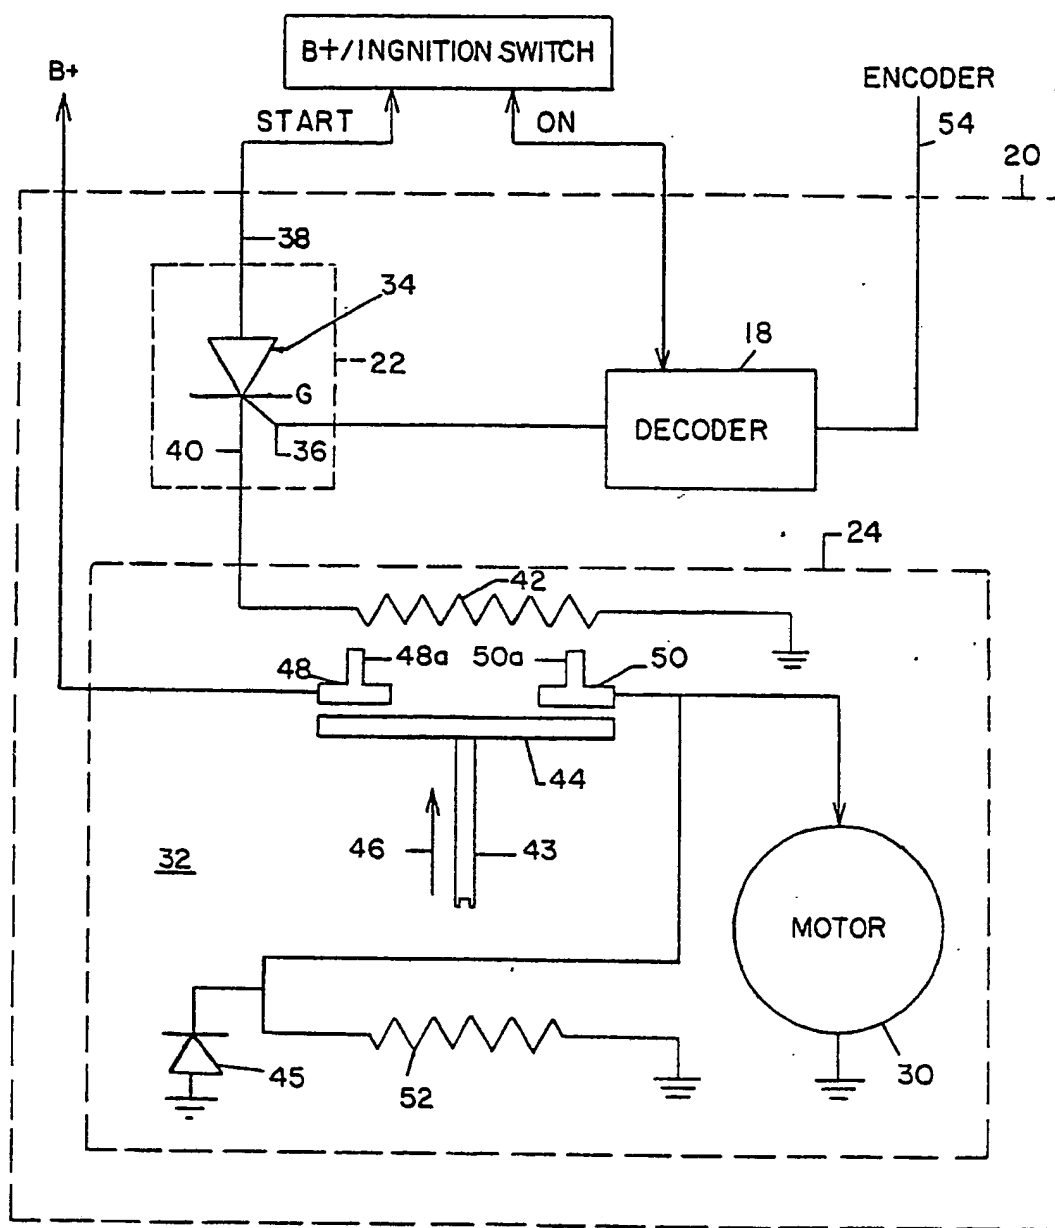 B+/INGNITION SWITCH
B+
ENCODER
START
ON
54
20
38
34
18
22
G
DECODER
40
36
24
42
48a
50a
48
50
44
46
43
32
MOTOR
45
52
30